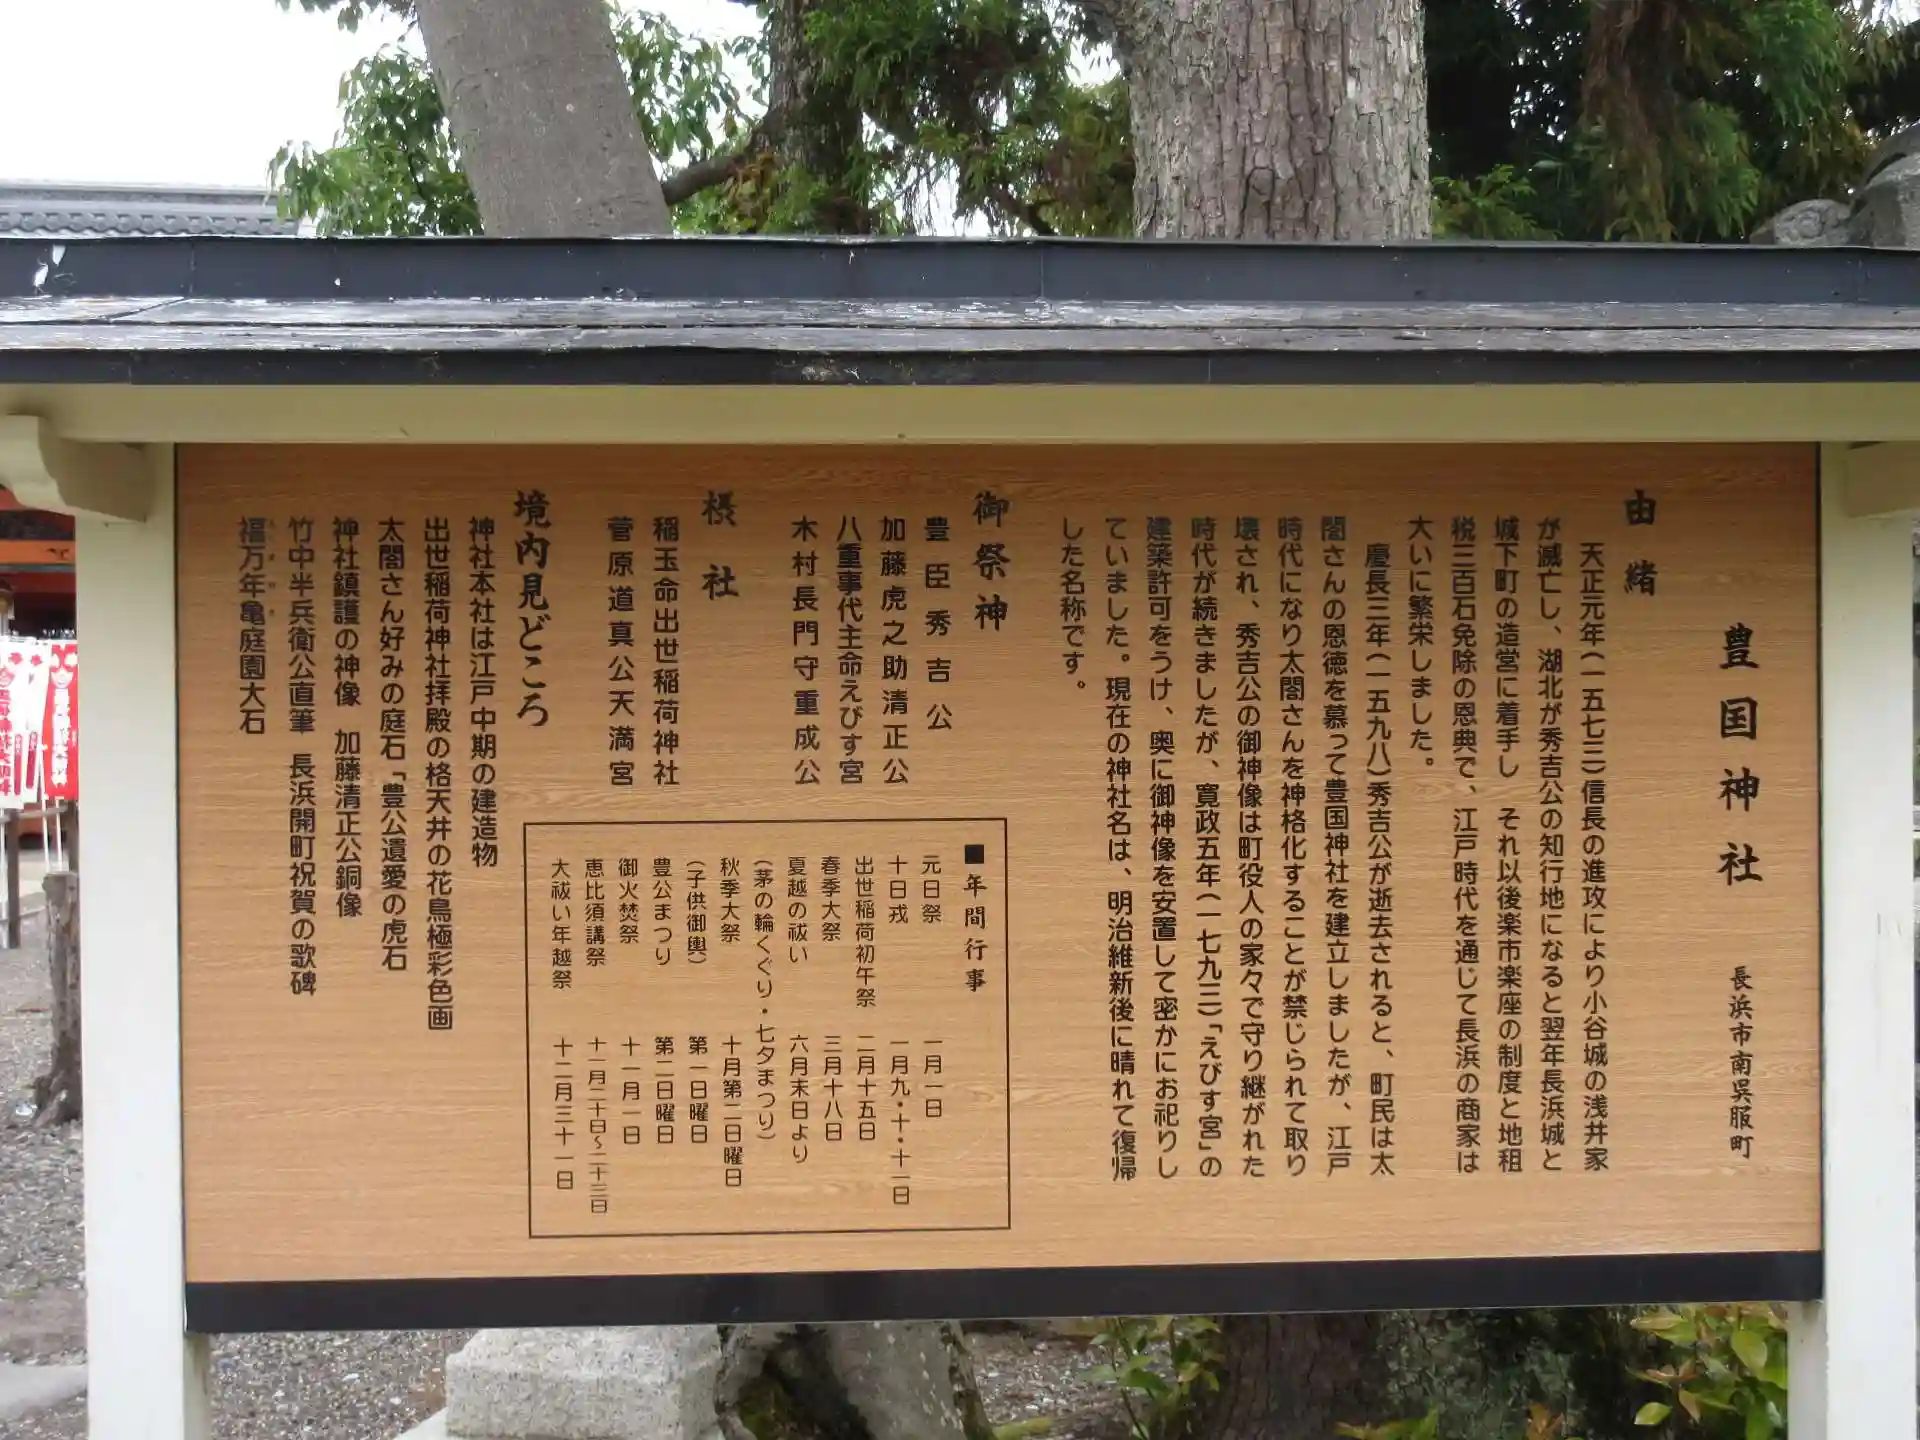 豊国神社
長浜市南呉服町
由緒
天正元年(一五七三)信長の進攻により小谷城の浅井家
が滅亡し、湖北が秀吉公の知行地になると翌年長浜城と
城下町の造営に着手し それ以後楽市楽座の制度と地租
税三百石免除の恩典で、江戸時代を通じて長浜の商家は
大いに繁栄しました。
慶長三年(一五九八)秀吉公が逝去されると、町民は太
閤さんの恩徳を慕って豊国神社を建立しましたが、江戸
時代になり太閤さんを神格化することが禁じられて取り
壊され、秀吉公の御神像は町役人の家々で守り継がれた
時代が続きましたが、寛政五年(一七九三)「えびす宮」の
建築許可をうけ、奥に御神像を安置して密かにお祀りし
ていました。現在の神社名は、明治維新後に晴れて復帰
した名称です。
御祭神
豊臣秀吉公
加藤虎之助清正公
八重事代主命えびす宮
木村長門守重成公
摂社
稲玉命出世稲荷神社
菅原道真公天満宮
■年間行事
元日祭 一月一日
十日戎 一月九・十・十一日
出世稲荷初午祭 二月十五日
春季大祭 三月十八日
夏越の祓い 六月末日より
(茅の輪くぐり・七夕まつり)
秋季大祭 十月第二日曜日
(子供御輿) 第一日曜日
豊公まつり 第二日曜日
御火焚祭 十一月一日
恵比須講祭 十一月二十日~二十三日
大祓い年越祭 十二月三十一日
境内見どころ
神社本社は江戸中期の建造物
出世稲荷神社拝殿の格天井の花鳥極彩色画
太閤さん好みの庭石「豊公遺愛の虎石
神社鎮護の神像 加藤清正公銅像
竹中半兵衛公直筆 長浜開町祝賀の歌碑
福万年亀庭園大石